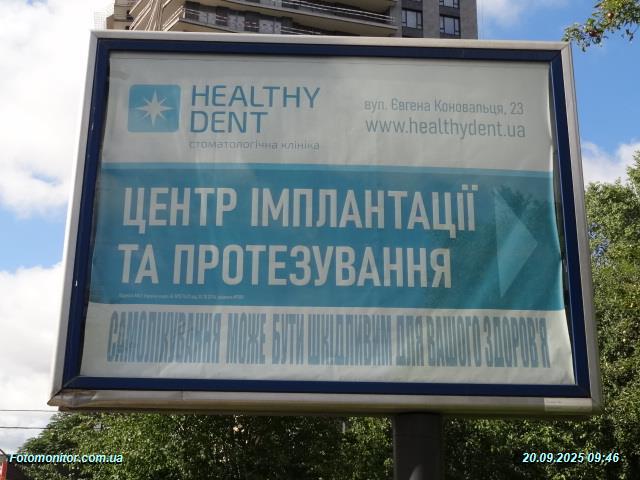 HEALTHY
DENT
стоматологічна клініка
вул. Євгена Коновальця, 23
www.healthydent.ua
ЦЕНТР ІМПЛАНТАЦІЇ
ТА ПРОТЕЗУВАННЯ
САМОЛІКУВАННЯ МОЖЕ БУТИ ШКІДЛИВИМ ДЛЯ ВАШОГО ЗДОРОВ'Я
Fotomonitor.com.ua
20.09.2025 09:46